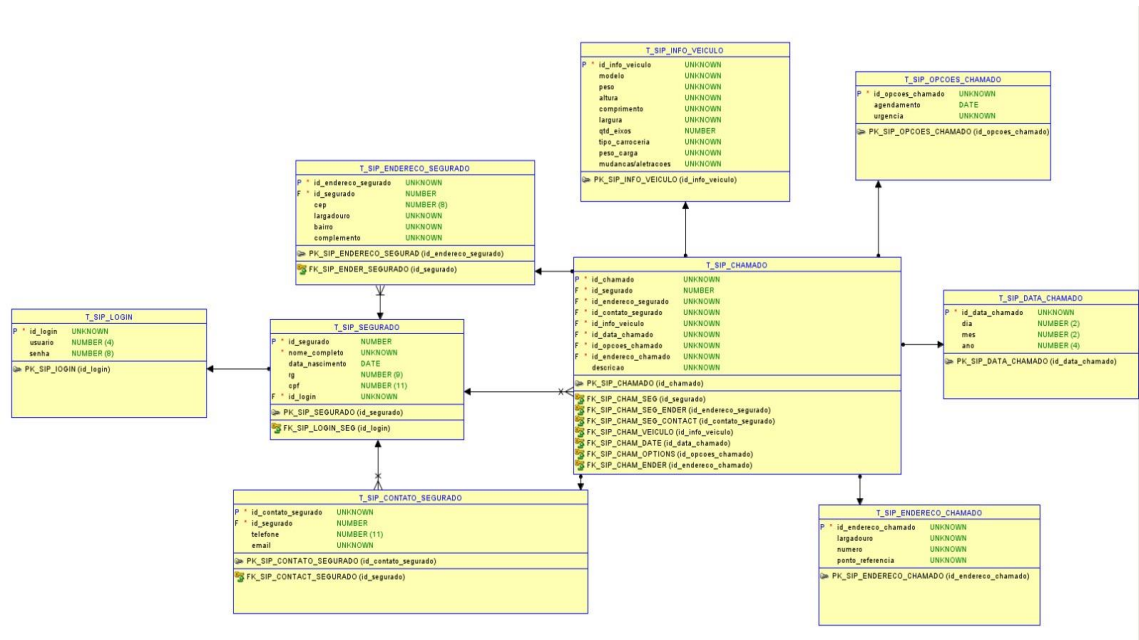 T_SIP_INFO_VEICULO
P * id_info_veiculo UNKNOWN
modelo UNKNOWN
peso UNKNOWN
altura UNKNOWN
comprimento UNKNOWN
largura UNKNOWN
qtd_eixos NUMBER
tipo_carroceria UNKNOWN
peso_carga UNKNOWN
mudancas/aletracoes UNKNOWN
PK_SIP_INFO_VEICULO (id_info_veiculo)
T_SIP_OPCOES_CHAMADO
P * id_opcoes_chamado UNKNOWN
agendamento DATE
urgencia UNKNOWN
PK_SIP_OPCOES_CHAMADO (id_opcoes_chamado)
T_SIP_ENDERECO_SEGURADO
P * id_endereco_segurado UNKNOWN
F * id_segurado NUMBER
cep NUMBER (8)
largadouro UNKNOWN
bairro UNKNOWN
complemento UNKNOWN
PK_SIP_ENDERECO_SEGURAD (id_endereco_segurado)
FK_SIP_ENDER_SEGURADO (id_segurado)
T_SIP_CHAMADO
P * id_chamado UNKNOWN
F * id_segurado NUMBER
F * id_endereco_segurado UNKNOWN
F * id_contato_segurado UNKNOWN
F * id_info_veiculo UNKNOWN
F * id_data_chamado UNKNOWN
F * id_opcoes_chamado UNKNOWN
F * id_endereco_chamado UNKNOWN
descricao UNKNOWN
PK_SIP_CHAMADO (id_chamado)
FK_SIP_CHAM_SEG (id_segurado)
FK_SIP_CHAM_SEG_ENDER (id_endereco_segurado)
FK_SIP_CHAM_SEG_CONTACT (id_contato_segurado)
FK_SIP_CHAM_VEICULO (id_info_veiculo)
FK_SIP_CHAM_DATE (id_data_chamado)
FK_SIP_CHAM_OPTIONS (id_opcoes_chamado)
FK_SIP_CHAM_ENDER (id_endereco_chamado)
T_SIP_DATA_CHAMADO
P * id_data_chamado UNKNOWN
dia NUMBER (2)
mes NUMBER (2)
ano NUMBER (4)
PK_SIP_DATA_CHAMADO (id_data_chamado)
T_SIP_LOGIN
P * id_login UNKNOWN
usuario NUMBER (4)
senha NUMBER (8)
PK_SIP_lOGIN (id_login)
T_SIP_SEGURADO
P * id_segurado NUMBER
* nome_completo UNKNOWN
data_nascimento DATE
rg NUMBER (9)
cpf NUMBER (11)
F * id_login UNKNOWN
PK_SIP_SEGURADO (id_segurado)
FK_SIP_LOGIN_SEG (id_login)
T_SIP_CONTATO_SEGURADO
P * id_contato_segurado UNKNOWN
F * id_segurado NUMBER
telefone NUMBER (11)
email UNKNOWN
PK_SIP_CONTATO_SEGURADO (id_contato_segurado)
FK_SIP_CONTACT_SEGURADO (id_segurado)
T_SIP_ENDERECO_CHAMADO
P * id_endereco_chamado UNKNOWN
largadouro UNKNOWN
numero UNKNOWN
ponto_referencia UNKNOWN
PK_SIP_ENDERECO_CHAMADO (id_endereco_chamado)